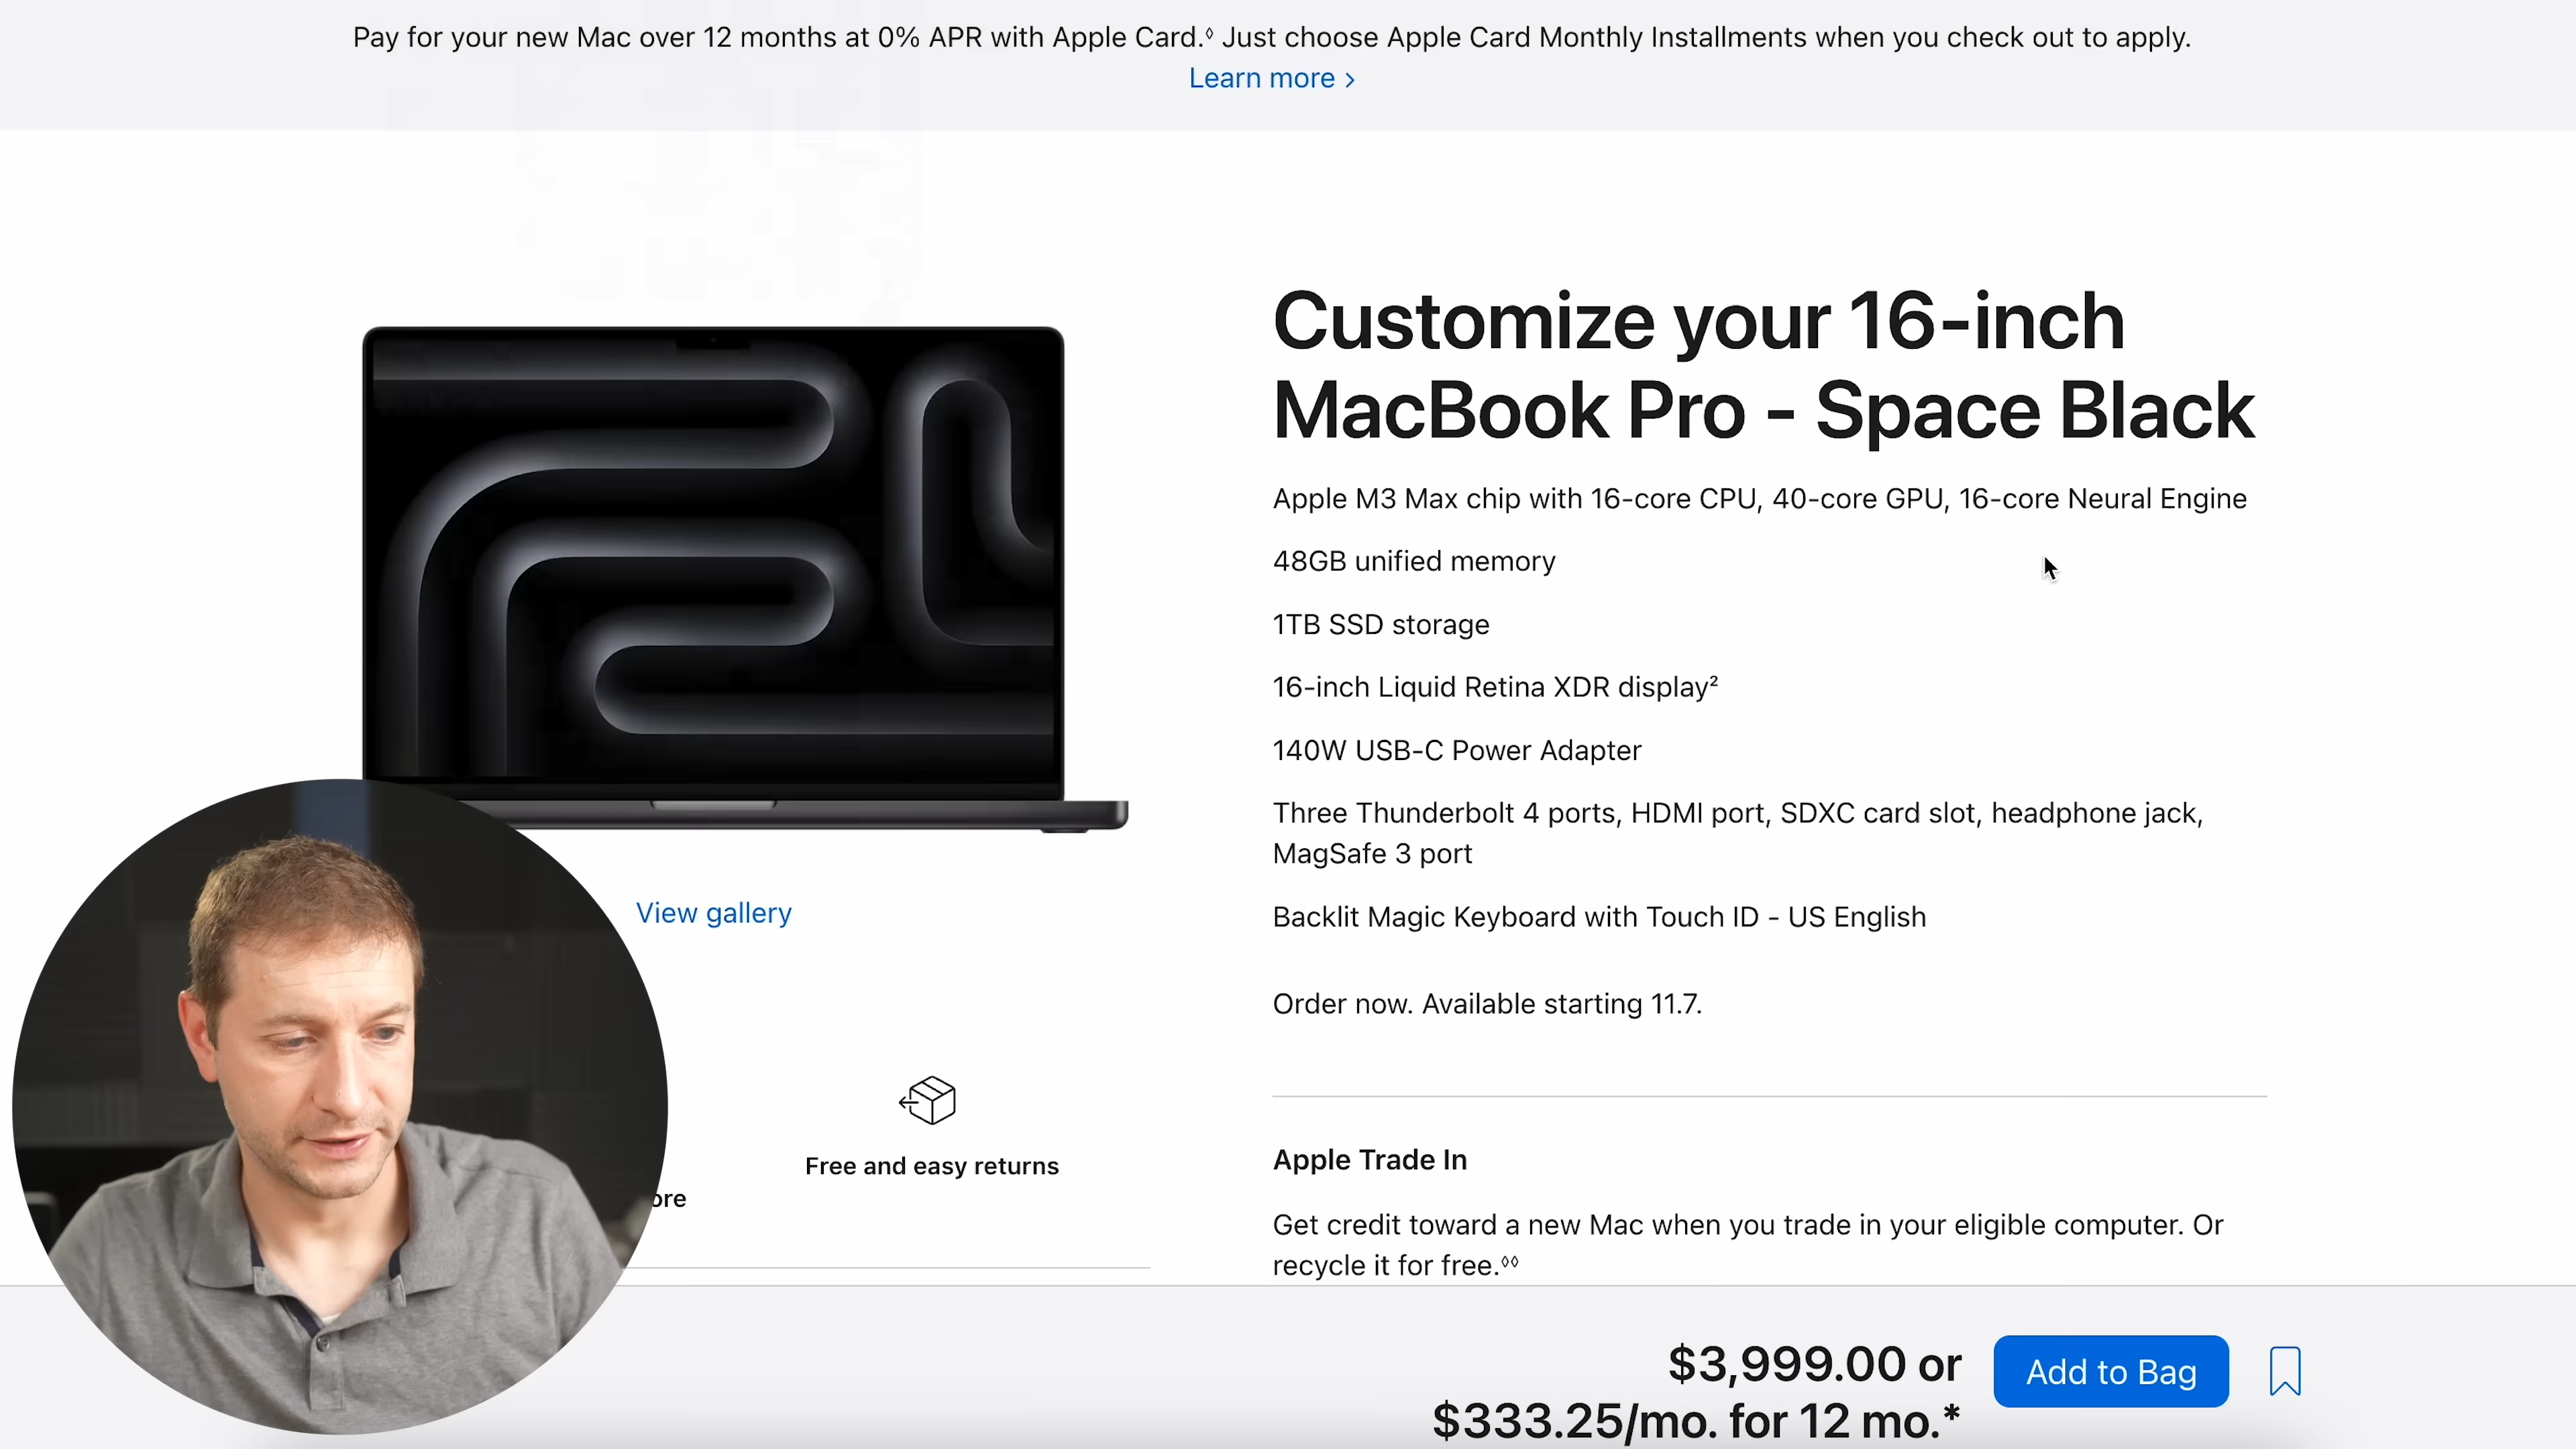 Pay for your new Mac over 12 months at 0% APR with Apple Card.◊ Just choose Apple Card Monthly Installments when you check out to apply.
Learn more >
Customize your 16-inch
MacBook Pro - Space Black
Apple M3 Max chip with 16-core CPU, 40-core GPU, 16-core Neural Engine
48GB unified memory
1TB SSD storage
16-inch Liquid Retina XDR display²
140W USB-C Power Adapter
Three Thunderbolt 4 ports, HDMI port, SDXC card slot, headphone jack,
MagSafe 3 port
Backlit Magic Keyboard with Touch ID - US English
Order now. Available starting 11.7.
View gallery
Free and easy returns
Apple Trade In
Get credit toward a new Mac when you trade in your eligible computer. Or
recycle it for free.◊◊
$3,999.00 or
$333.25/mo. for 12 mo.*
Add to Bag